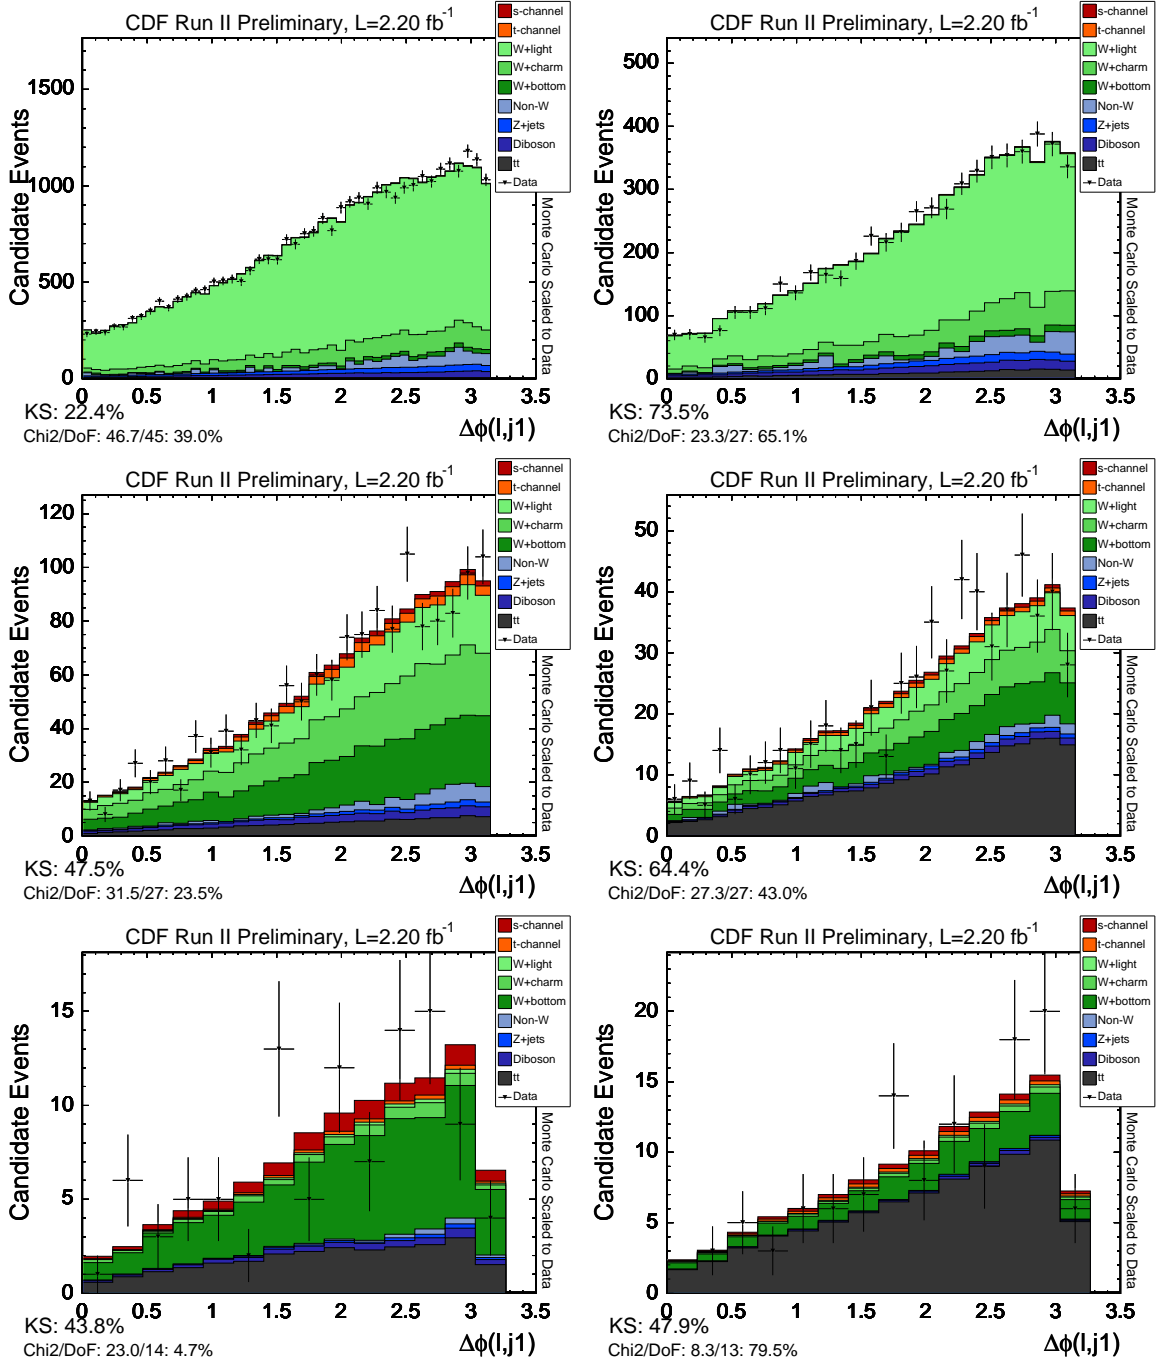 CDF Run II Preliminary, L=2.20 fb-1
Candidate Events
1500
1000
500
0
0 0.5 1 1.5 2 2.5 3 3.5
Δϕ(l,j1)
KS: 22.4%
Chi2/DoF: 46.7/45: 39.0%
s-channel
t-channel
W+light
W+charm
W+bottom
Non-W
Z+jets
Diboson
tt
Data
Monte Carlo Scaled to Data
CDF Run II Preliminary, L=2.20 fb-1
Candidate Events
500
400
300
200
100
0
0 0.5 1 1.5 2 2.5 3 3.5
Δϕ(l,j1)
KS: 73.5%
Chi2/DoF: 23.3/27: 65.1%
s-channel
t-channel
W+light
W+charm
W+bottom
Non-W
Z+jets
Diboson
tt
Data
Monte Carlo Scaled to Data
CDF Run II Preliminary, L=2.20 fb-1
Candidate Events
120
100
80
60
40
20
0
0 0.5 1 1.5 2 2.5 3 3.5
Δϕ(l,j1)
KS: 47.5%
Chi2/DoF: 31.5/27: 23.5%
s-channel
t-channel
W+light
W+charm
W+bottom
Non-W
Z+jets
Diboson
tt
Data
Monte Carlo Scaled to Data
CDF Run II Preliminary, L=2.20 fb-1
Candidate Events
50
40
30
20
10
0
0 0.5 1 1.5 2 2.5 3 3.5
Δϕ(l,j1)
KS: 64.4%
Chi2/DoF: 27.3/27: 43.0%
s-channel
t-channel
W+light
W+charm
W+bottom
Non-W
Z+jets
Diboson
tt
Data
Monte Carlo Scaled to Data
CDF Run II Preliminary, L=2.20 fb-1
Candidate Events
15
10
5
0
0 0.5 1 1.5 2 2.5 3 3.5
Δϕ(l,j1)
KS: 43.8%
Chi2/DoF: 23.0/14: 4.7%
s-channel
t-channel
W+light
W+charm
W+bottom
Non-W
Z+jets
Diboson
tt
Data
Monte Carlo Scaled to Data
CDF Run II Preliminary, L=2.20 fb-1
Candidate Events
20
15
10
5
0
0 0.5 1 1.5 2 2.5 3 3.5
Δϕ(l,j1)
KS: 47.9%
Chi2/DoF: 8.3/13: 79.5%
s-channel
t-channel
W+light
W+charm
W+bottom
Non-W
Z+jets
Diboson
tt
Data
Monte Carlo Scaled to Data